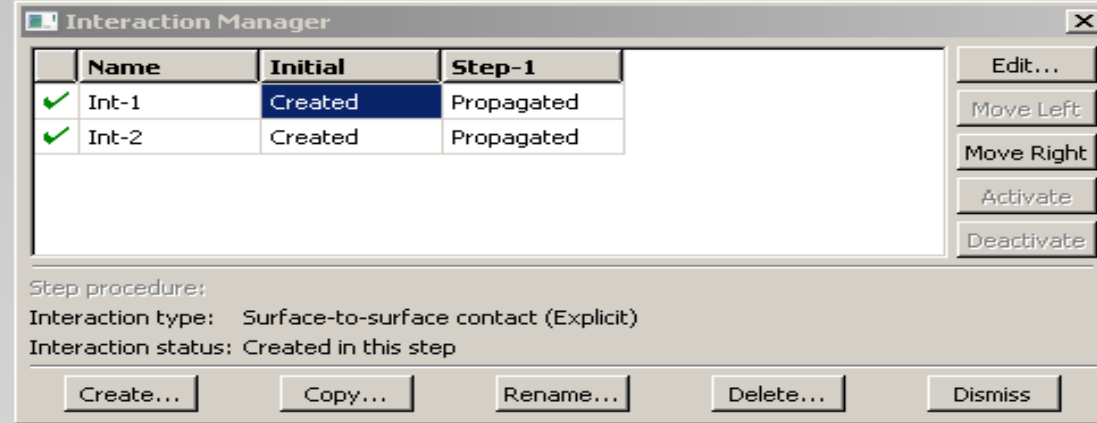 Interaction Manager
Name Initial Step-1 Edit...
Int-1 Created Propagated Move Left
Int-2 Created Propagated Move Right
Activate
Deactivate
Step procedure:
Interaction type: Surface-to-surface contact (Explicit)
Interaction status: Created in this step
Create... Copy... Rename... Delete... Dismiss